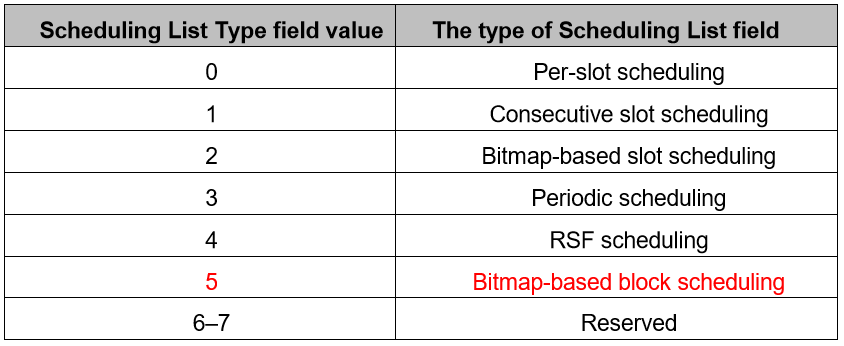 Scheduling List Type field value The type of Scheduling List field
0 Per-slot scheduling
1 Consecutive slot scheduling
2 Bitmap-based slot scheduling
3 Periodic scheduling
4 RSF scheduling
5 Bitmap-based block scheduling
6–7 Reserved